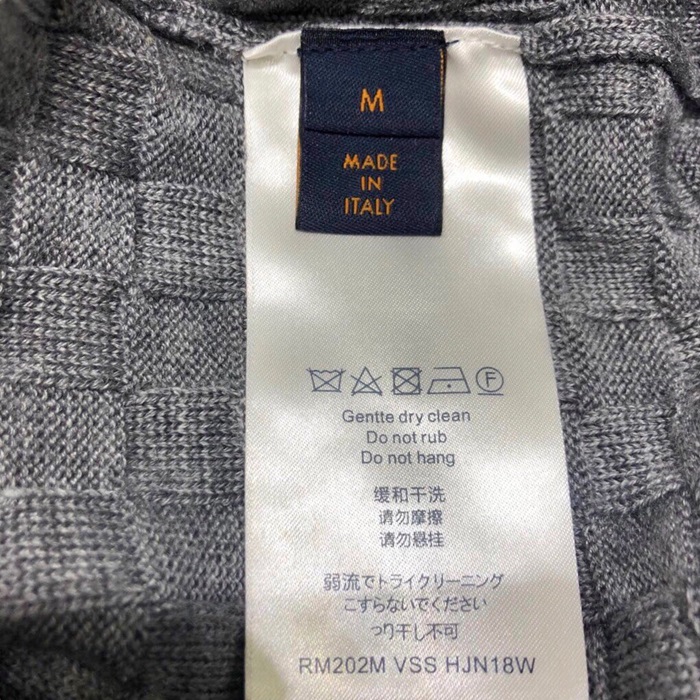 M
MADE
IN
ITALY
F
Gentte dry clean
Do not rub
Do not hang
缓和干洗
请勿摩擦
请勿悬挂
弱流でトライクリーニング
こすらないでください
つり干し不可
RM202M VSS HJN18W